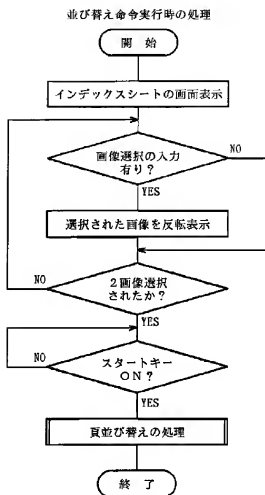 並び替え命令実行時の処理
開 始
インデックスシートの画面表示
画像選択の入力
有り?
NO
YES
選択された画像を反転表示
2画像選択
されたか?
NO
YES
スタートキー
ON?
NO
YES
頁並び替えの処理
終 了